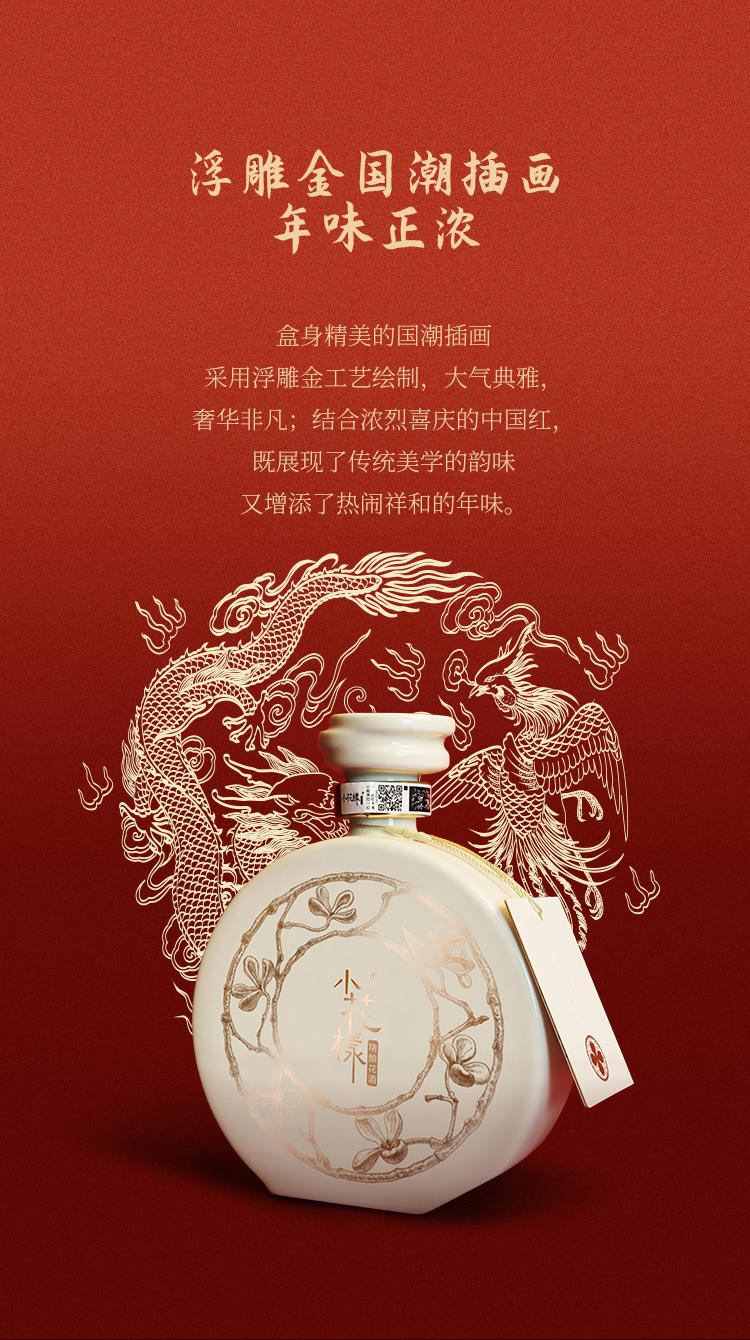 浮雕金国潮插画
年味正浓
盒身精美的国潮插画
采用浮雕金工艺绘制，大气典雅，
奢华非凡；结合浓烈喜庆的中国红，
既展现了传统美学的韵味
又增添了热闹祥和的年味。
小花樣
小花樣
精酿花酒